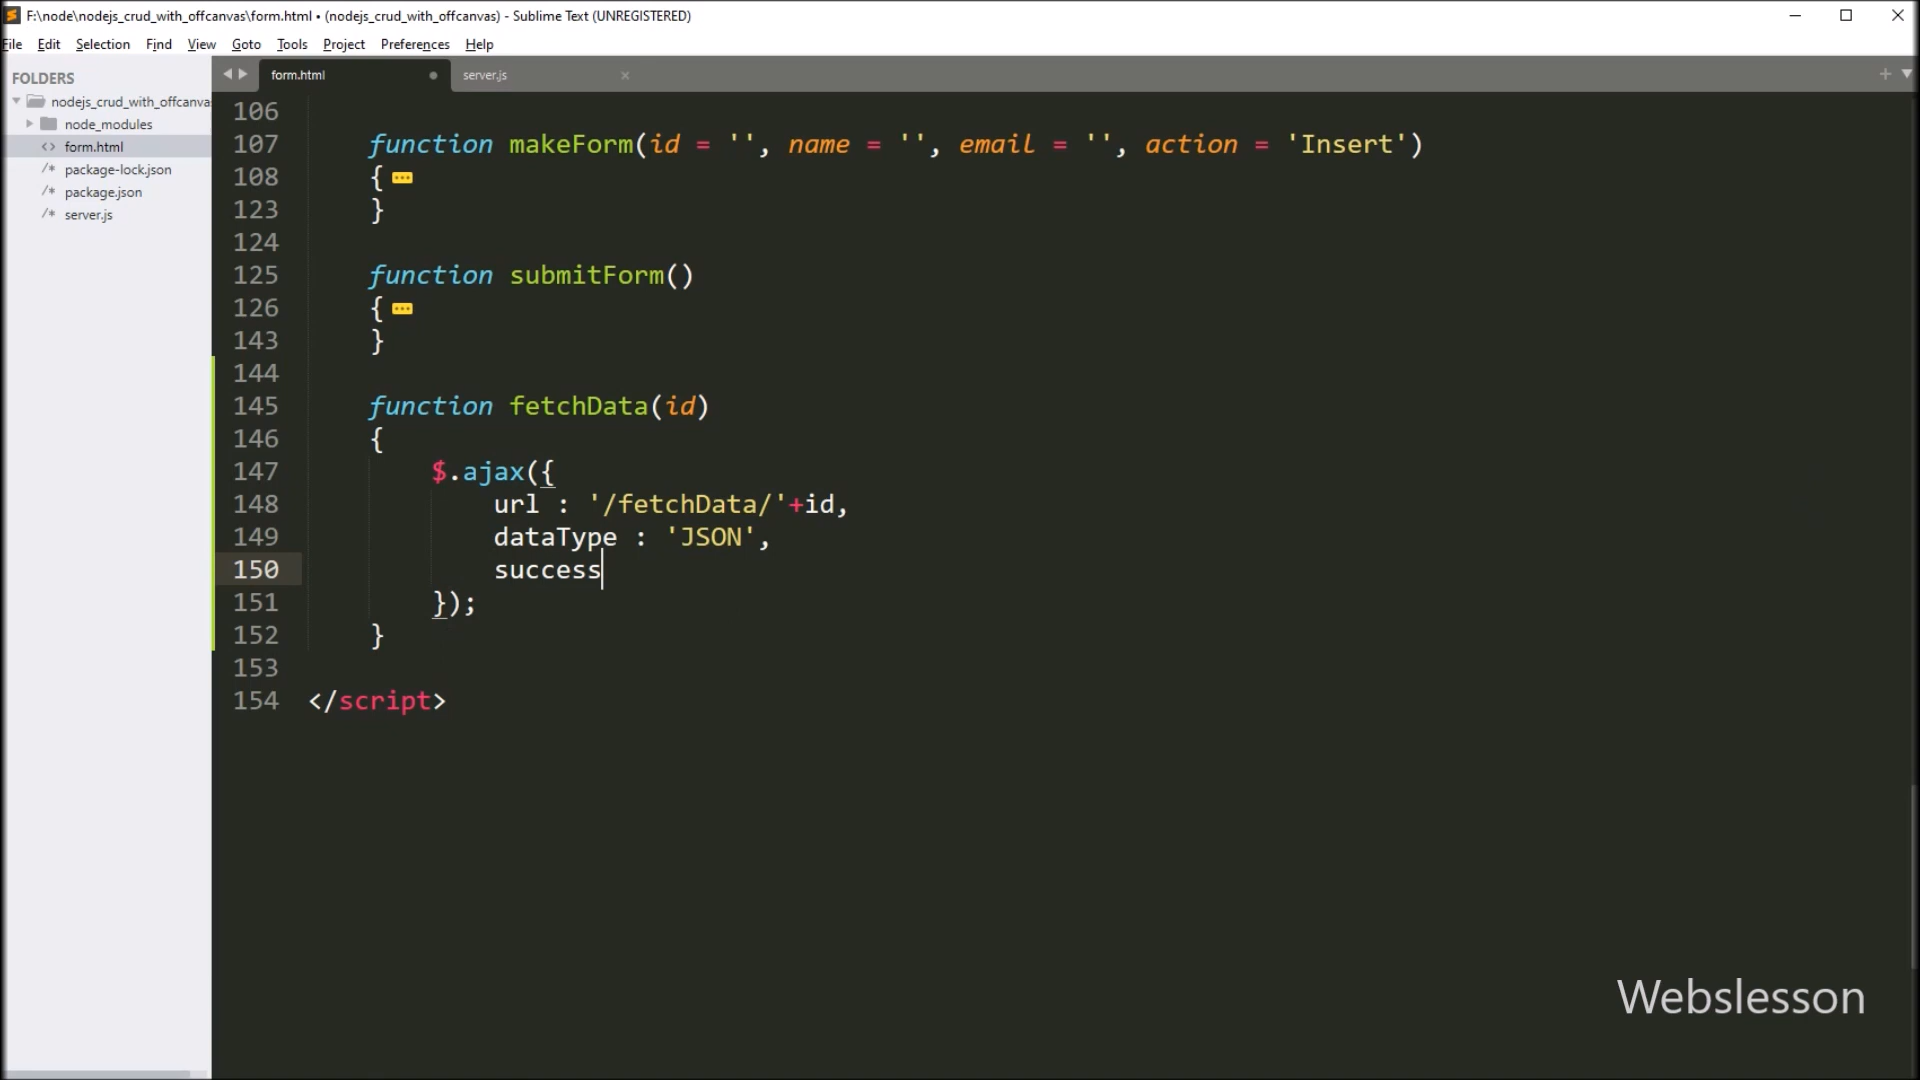 F:\node\nodejs_crud_with_offcanvas\form.html • (nodejs_crud_with_offcanvas) - Sublime Text (UNREGISTERED)
File Edit Selection Find View Goto Tools Project Preferences Help
FOLDERS
nodejs_crud_with_offcanvas
node_modules
<> form.html
/* package-lock.json
/* package.json
/* server.js
form.html server.js
106
107 function makeForm(id = '', name = '', email = '', action = 'Insert')
108 {
123 }
124
125 function submitForm()
126 {
143 }
144
145 function fetchData(id)
146 {
147 $.ajax({
148 url : '/fetchData/'+id,
149 dataType : 'JSON',
150 success
151 });
152 }
153
154 </script>
Webslesson